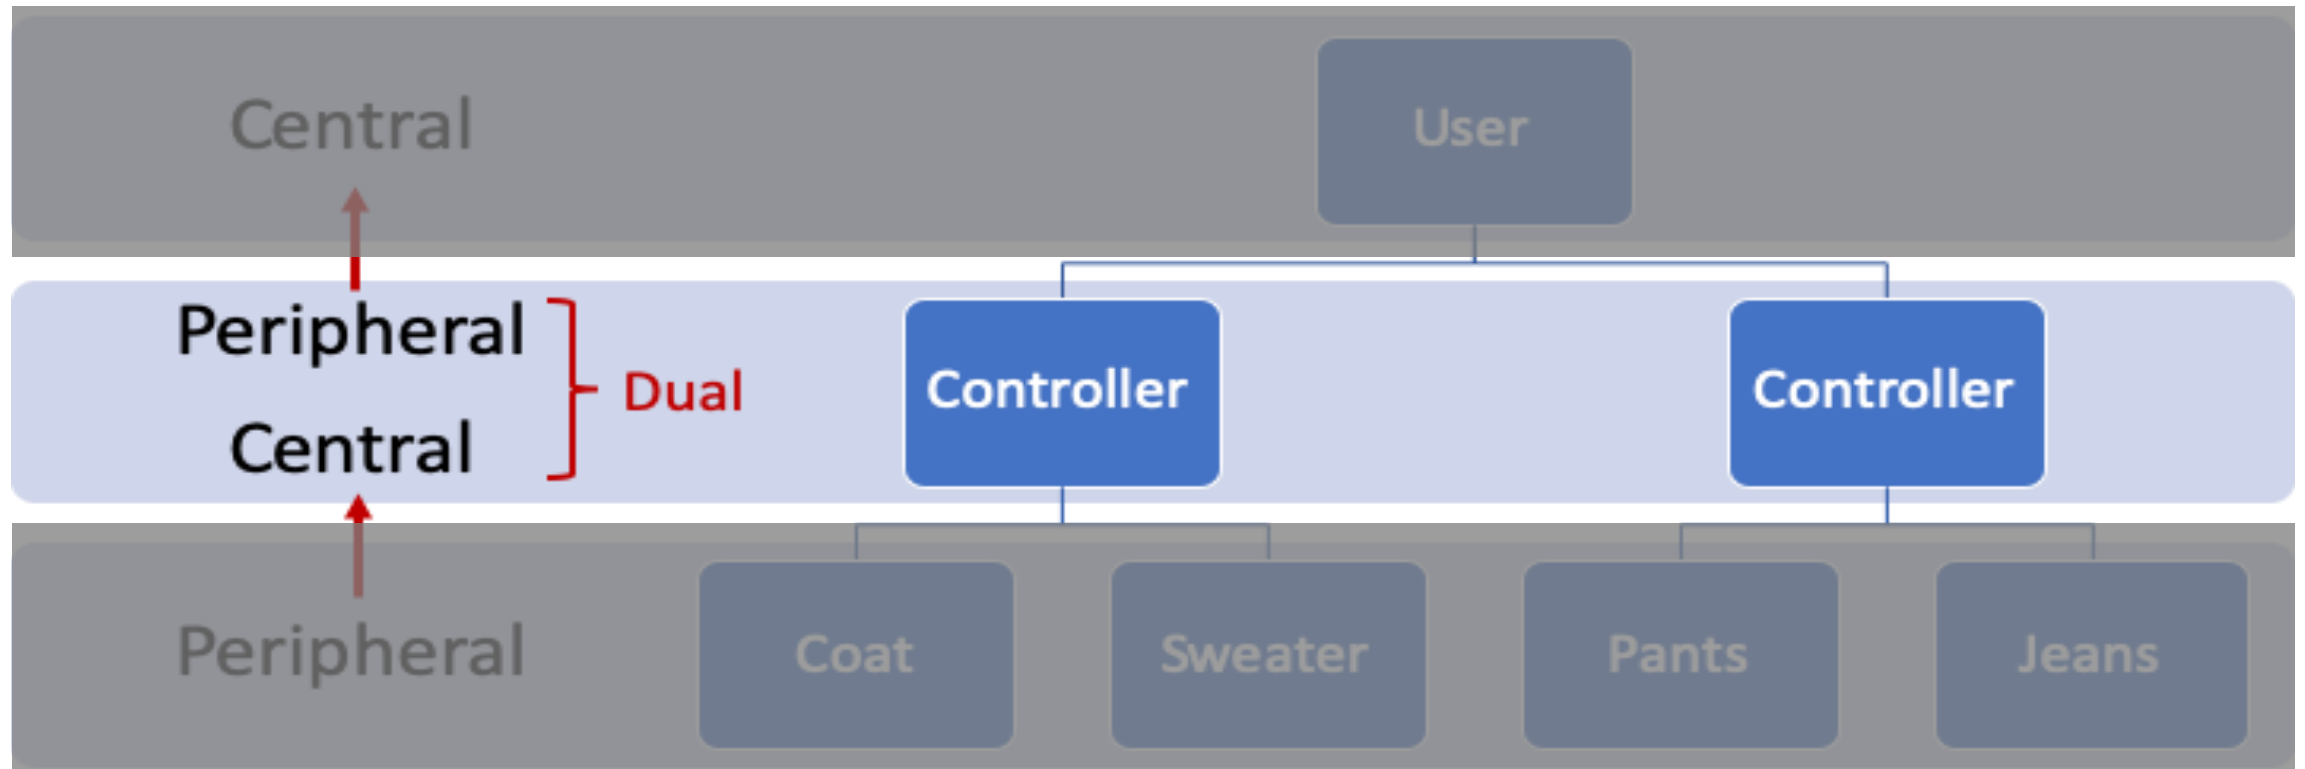 Central
User
Peripheral
Central
Dual
Controller
Controller
Peripheral
Coat
Sweater
Pants
Jeans